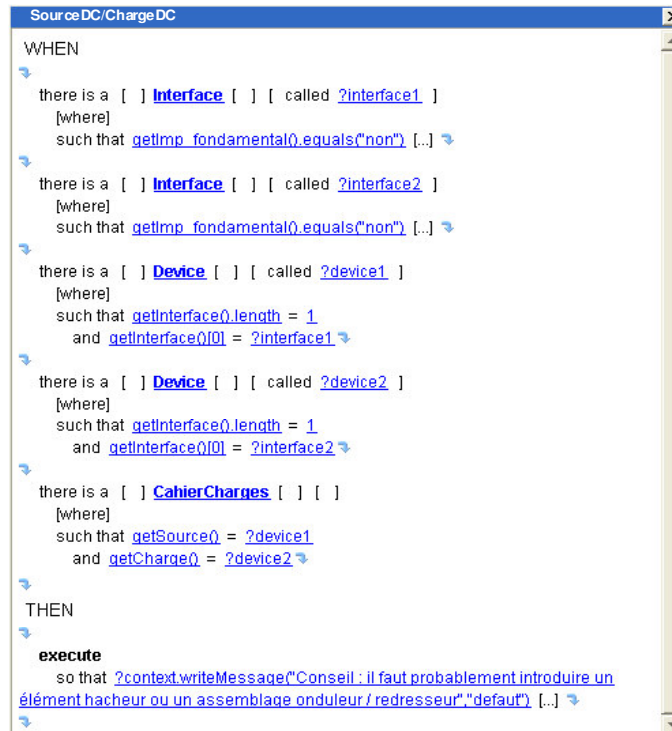 SourceDC/ChargeDC
WHEN
there is a [ ] Interface [ ] [ called ?interface1 ]
[where]
such that getImp_fondamental().equals("non") [...]
there is a [ ] Interface [ ] [ called ?interface2 ]
[where]
such that getImp_fondamental().equals("non") [...]
there is a [ ] Device [ ] [ called ?device1 ]
[where]
such that getInterface().length = 1
and getInterface()[0] = ?interface1
there is a [ ] Device [ ] [ called ?device2 ]
[where]
such that getInterface().length = 1
and getInterface()[0] = ?interface2
there is a [ ] CahierCharges [ ] [ ]
[where]
such that getSource() = ?device1
and getCharge() = ?device2
THEN
execute
so that ?context.writeMessage("Conseil : il faut probablement introduire un
élément hacheur ou un assemblage onduleur / redresseur","defaut") [...]